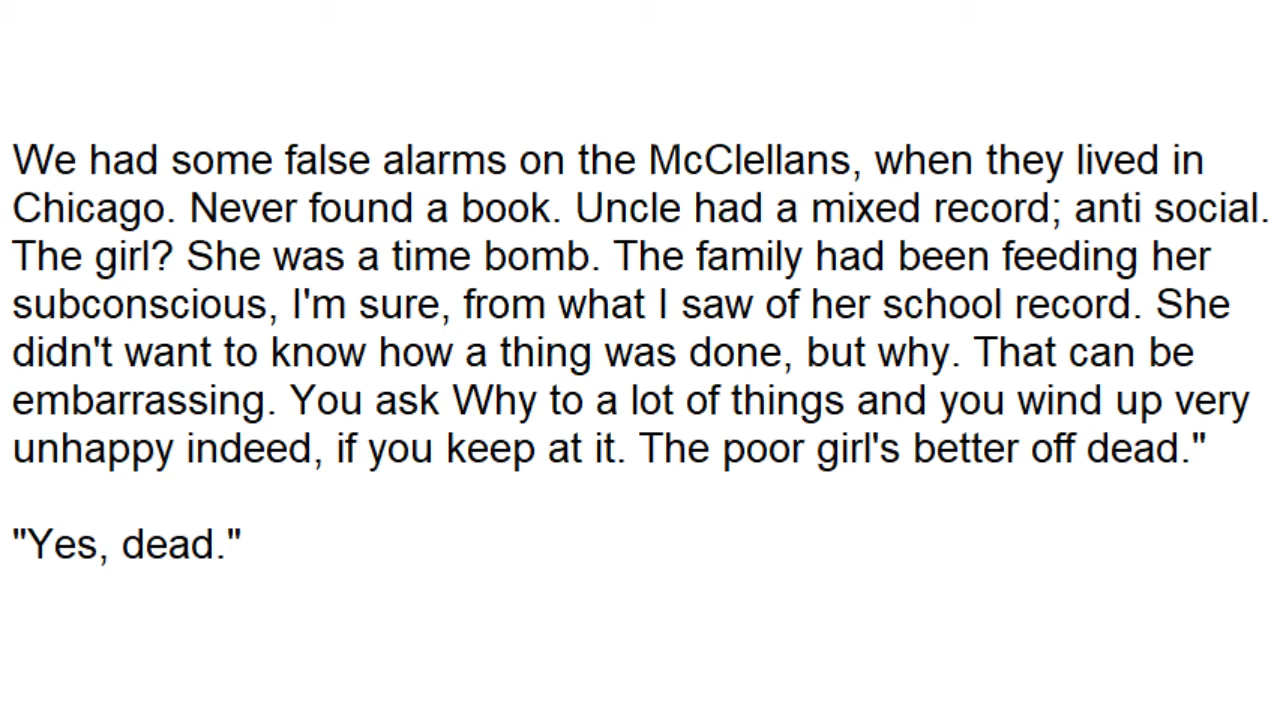 We had some false alarms on the McClellans, when they lived in
Chicago. Never found a book. Uncle had a mixed record; anti social.
The girl? She was a time bomb. The family had been feeding her
subconscious, I'm sure, from what I saw of her school record. She
didn't want to know how a thing was done, but why. That can be
embarrassing. You ask Why to a lot of things and you wind up very
unhappy indeed, if you keep at it. The poor girl's better off dead."
"Yes, dead."